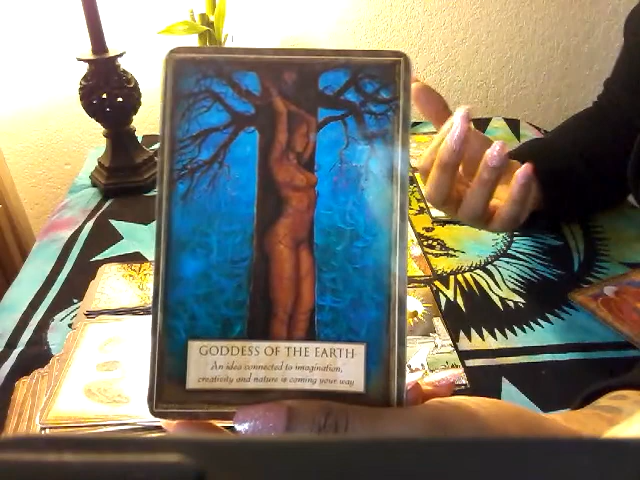 GODDESS OF THE EARTH
An idea connected to imagination,
creativity and nature is coming your way